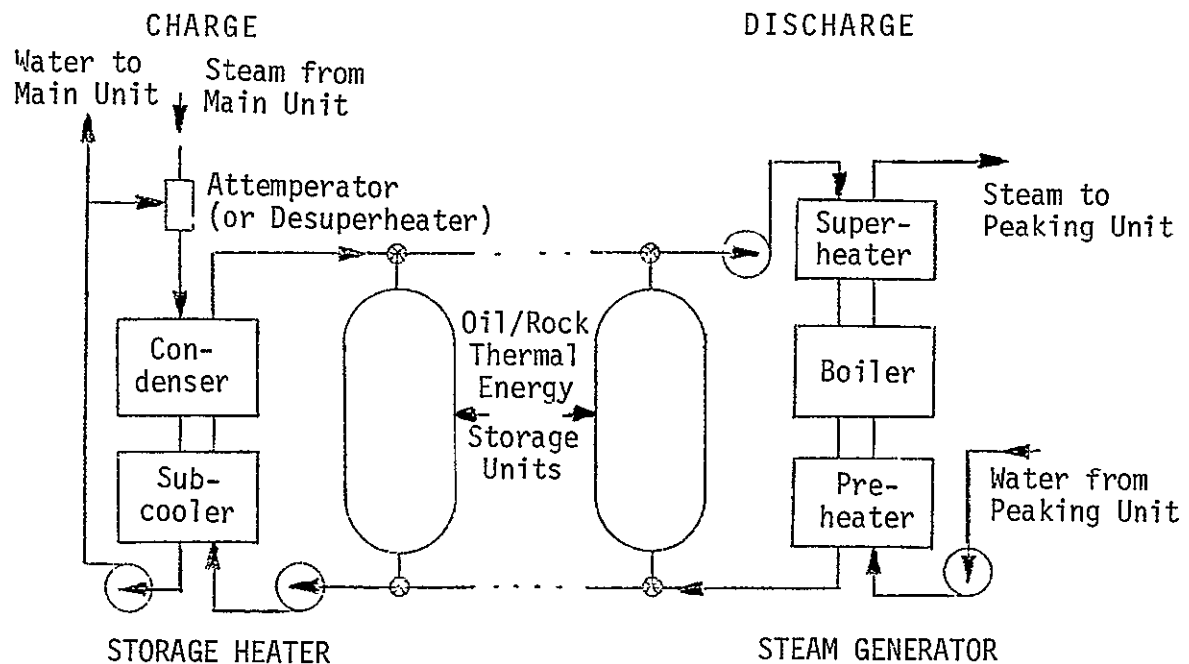 CHARGE
DISCHARGE
Water to
Main Unit
Steam from
Main Unit
Attemperator
(or Desuperheater)
Super-
heater
Steam to
Peaking Unit
Con-
denser
Oil/Rock
Thermal
Energy
Storage
Units
Boiler
Sub-
cooler
Pre-
heater
Water from
Peaking Unit
STORAGE HEATER
STEAM GENERATOR